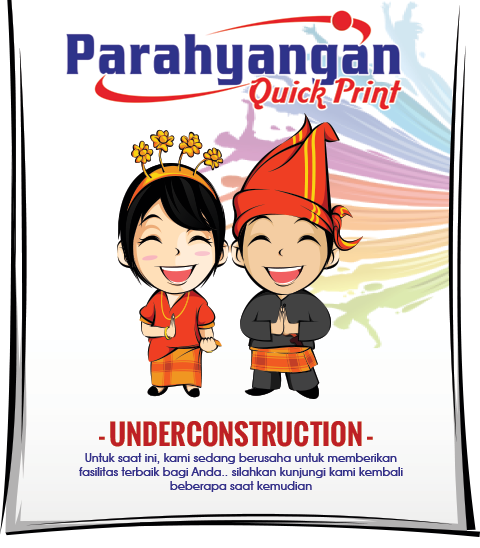 Parahyangan
Quick Print
- UNDERCONSTRUCTION -
Untuk saat ini, kami sedang berusaha untuk memberikan
fasilitas terbaik bagi Anda.. silahkan kunjungi kami kembali
beberapa saat kemudian